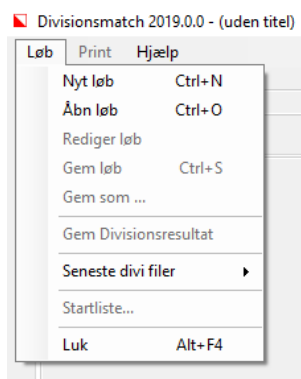 Divisionsmatch 2019.0.0 - (uden titel)
Løb Print Hjælp
Nyt løb Ctrl+N
Åbn løb Ctrl+O
Rediger løb
Gem løb Ctrl+S
Gem som ...
Gem Divisionsresultat
Seneste divi filer
Startliste...
Luk Alt+F4